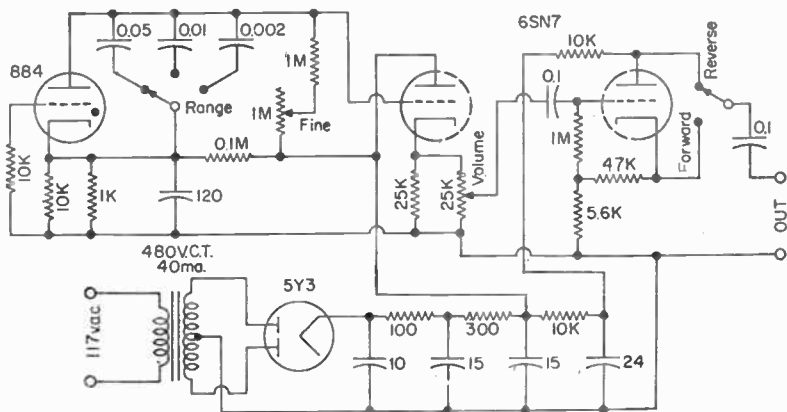 0.05
0.01
0.002
6SN7
884
1M
10K
Reverse
Range
1M
Fine
0.1
0.1
10K
10K
1K
0.1M
120
25K
25K
Volume
1M
47K
Forward
5.6K
OUT
480V.C.T.
40ma.
5Y3
117v.a.c.
100
300
10K
10
15
15
24